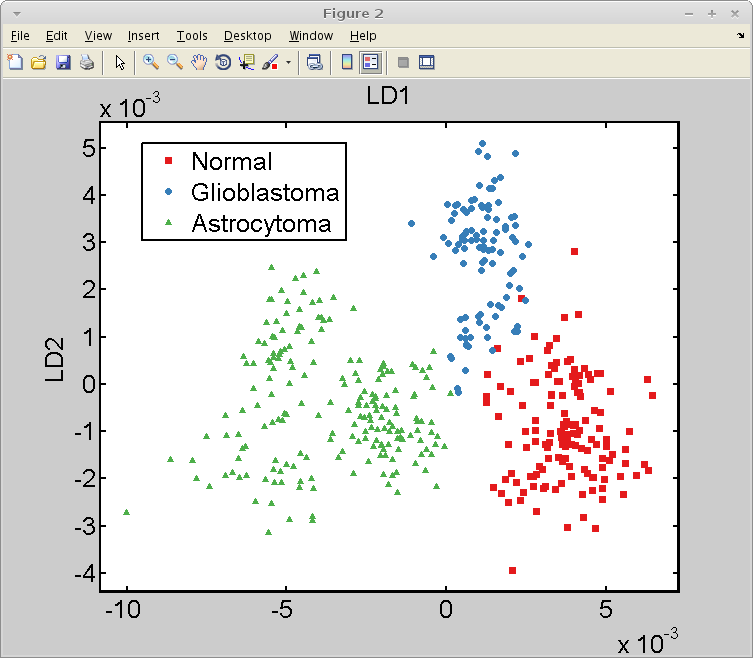 Figure 2
File Edit View Insert Tools Desktop Window Help
LD1
x 10⁻³
5
4
3
2
1
0
-1
-2
-3
-4
LD2
Normal
Glioblastoma
Astrocytoma
-10 -5 0 5
x 10⁻³